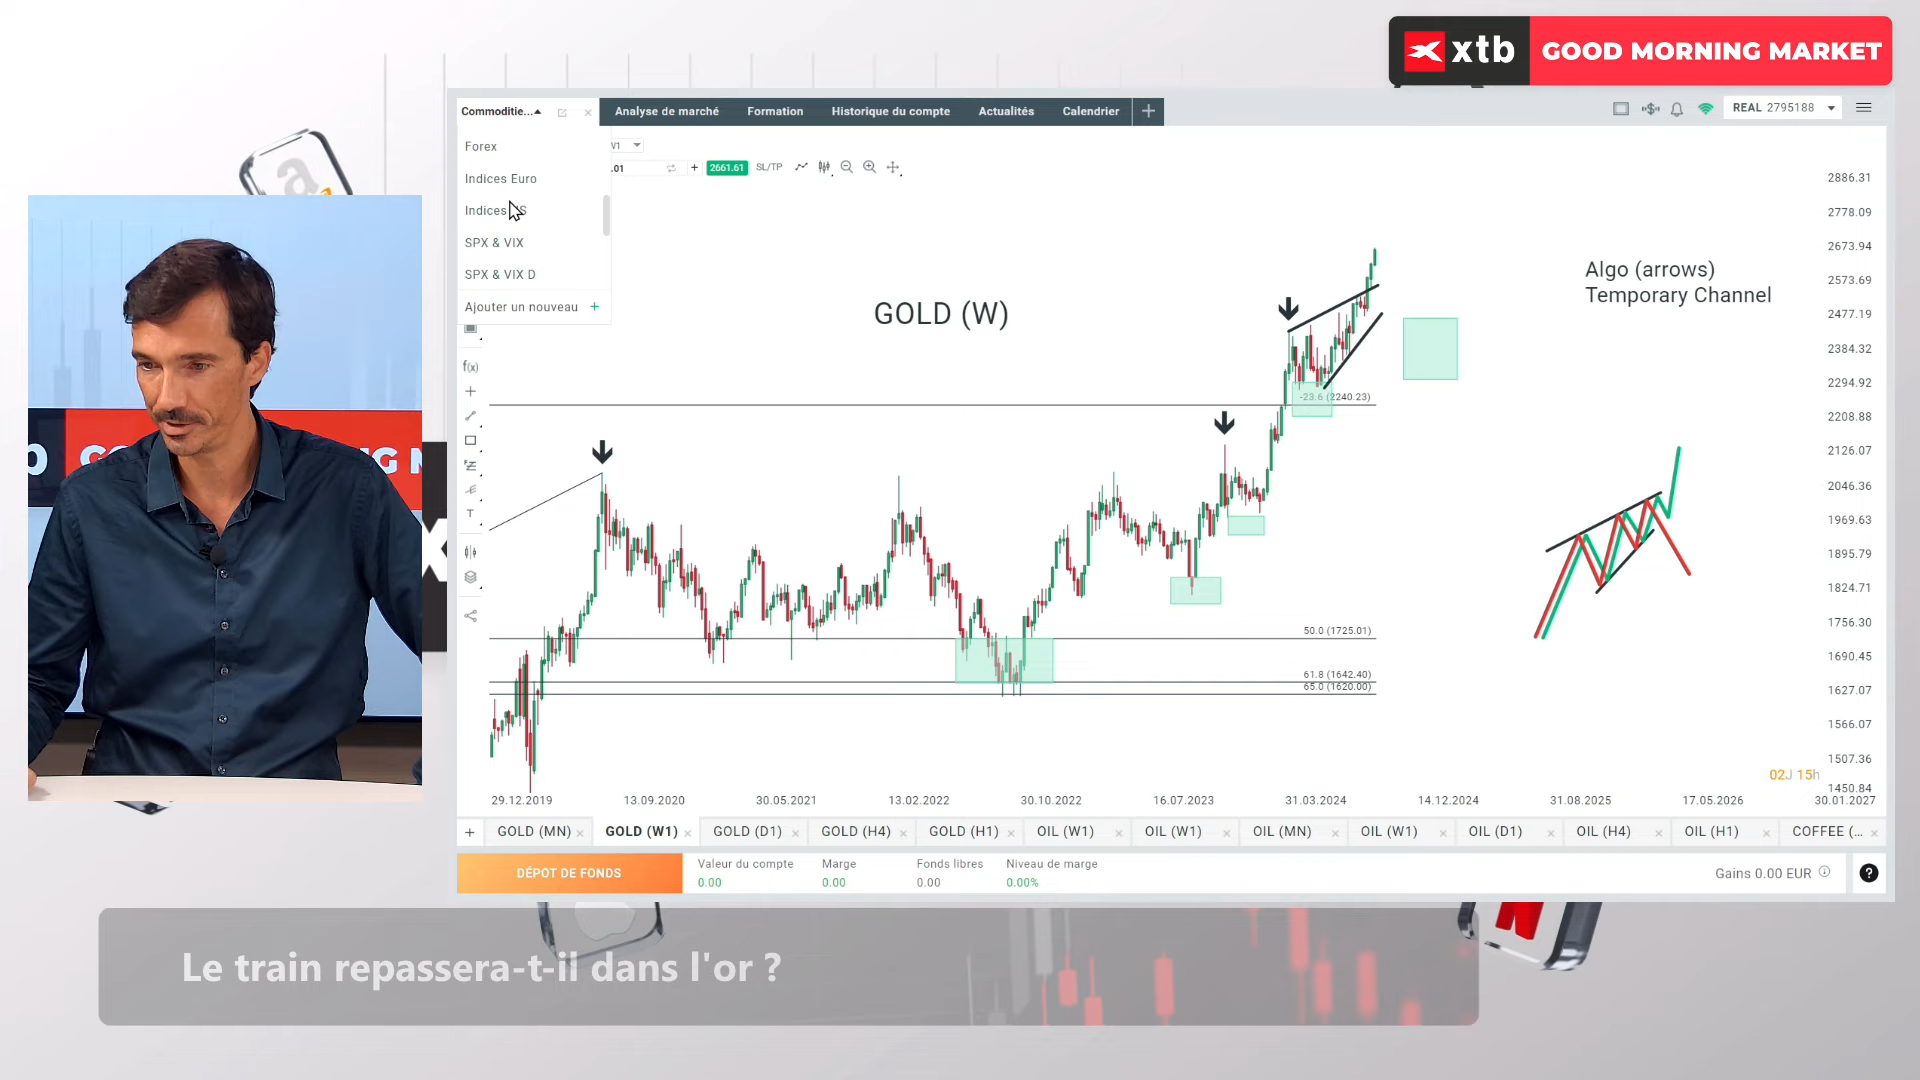 xtb GOOD MORNING MARKET
Commoditie...
Analyse de marché
Formation
Historique du compte
Actualités
Calendrier
REAL 2795188
Forex
Indices Euro
Indices
SPX & VIX
SPX & VIX D
Ajouter un nouveau +
W1
.01
+
2661.61
SL/TP
GOLD (W)
Algo (arrows)
Temporary Channel
f(x)
T
-23.6 (2240.23)
50.0 (1725.01)
61.8 (1642.40)
65.0 (1620.00)
2886.31
2778.09
2673.94
2573.69
2477.19
2384.32
2294.92
2208.88
2126.07
2046.36
1969.63
1895.79
1824.71
1756.30
1690.45
1627.07
1566.07
1507.36
1450.84
02J 15h
29.12.2019
13.09.2020
30.05.2021
13.02.2022
30.10.2022
16.07.2023
31.03.2024
14.12.2024
31.08.2025
17.05.2026
30.01.2027
+
GOLD (MN)
GOLD (W1)
GOLD (D1)
GOLD (H4)
GOLD (H1)
OIL (W1)
OIL (W1)
OIL (MN)
OIL (W1)
OIL (D1)
OIL (H4)
OIL (H1)
COFFEE (...
DÉPOT DE FONDS
Valeur du compte
0.00
Marge
0.00
Fonds libres
0.00
Niveau de marge
0.00%
Gains 0.00 EUR
?
Le train repassera-t-il dans l'or ?